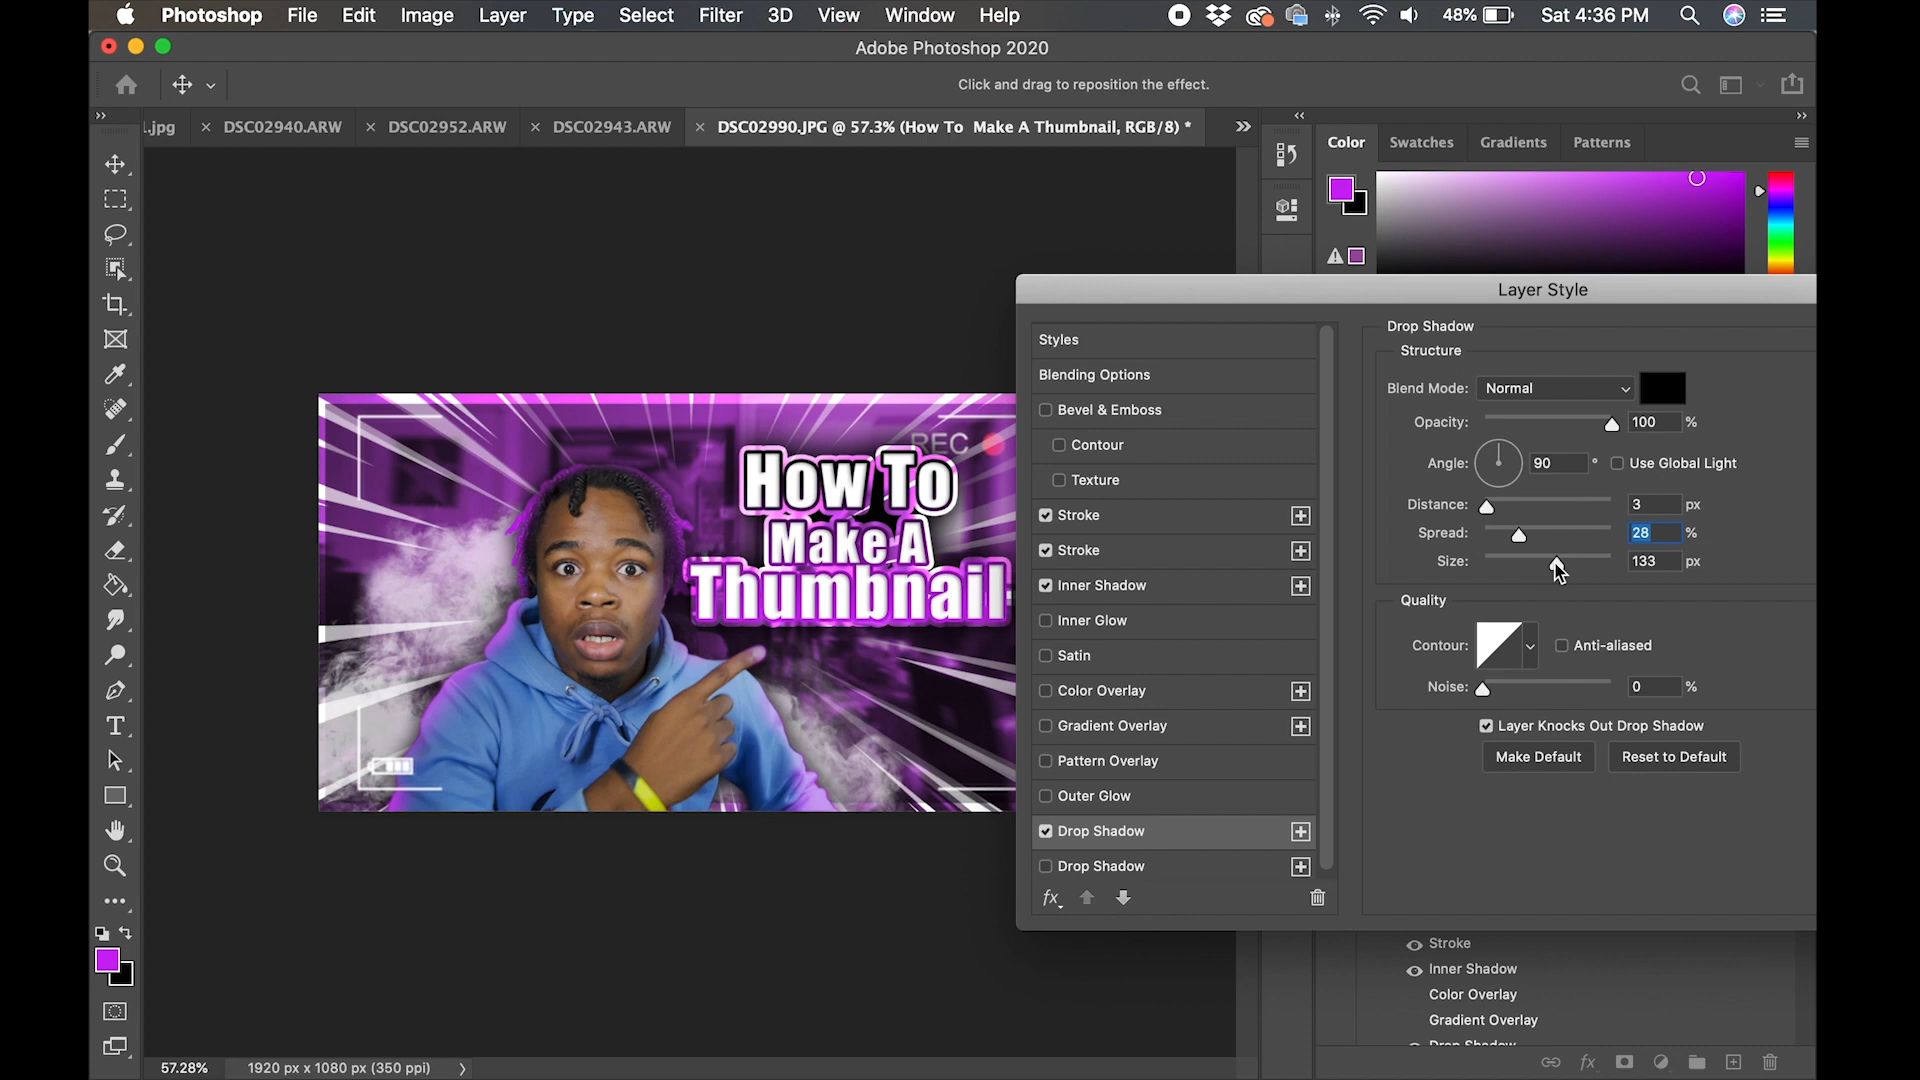 Photoshop File Edit Image Layer Type Select Filter 3D View Window Help 48% Sat 4:36 PM
Adobe Photoshop 2020
Click and drag to reposition the effect.
.jpg × DSC02940.ARW × DSC02952.ARW × DSC02943.ARW × DSC02990.JPG @ 57.3% (How To Make A Thumbnail, RGB/8) *
Color Swatches Gradients Patterns
Layer Style
Styles
Blending Options
Bevel & Emboss
Contour
Texture
Stroke
Stroke
Inner Shadow
Inner Glow
Satin
Color Overlay
Gradient Overlay
Pattern Overlay
Outer Glow
Drop Shadow
Drop Shadow
fx
Drop Shadow
Structure
Blend Mode: Normal
Opacity: 100 %
Angle: 90 ° Use Global Light
Distance: 3 px
Spread: 28 %
Size: 133 px
Quality
Contour: Anti-aliased
Noise: 0 %
Layer Knocks Out Drop Shadow
Make Default Reset to Default
REC
How To
Make A
Thumbnail
Stroke
Inner Shadow
Color Overlay
Gradient Overlay
Drop Shadow
fx
T
57.28% 1920 px x 1080 px (350 ppi)